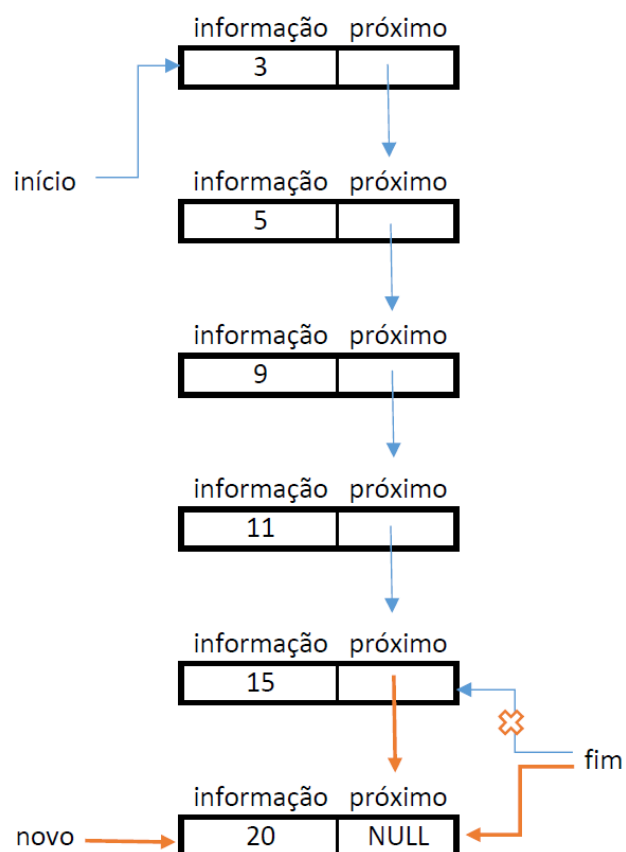 informação próximo
3
início
informação próximo
5
informação próximo
9
informação próximo
11
informação próximo
15
fim
informação próximo
novo 20 NULL